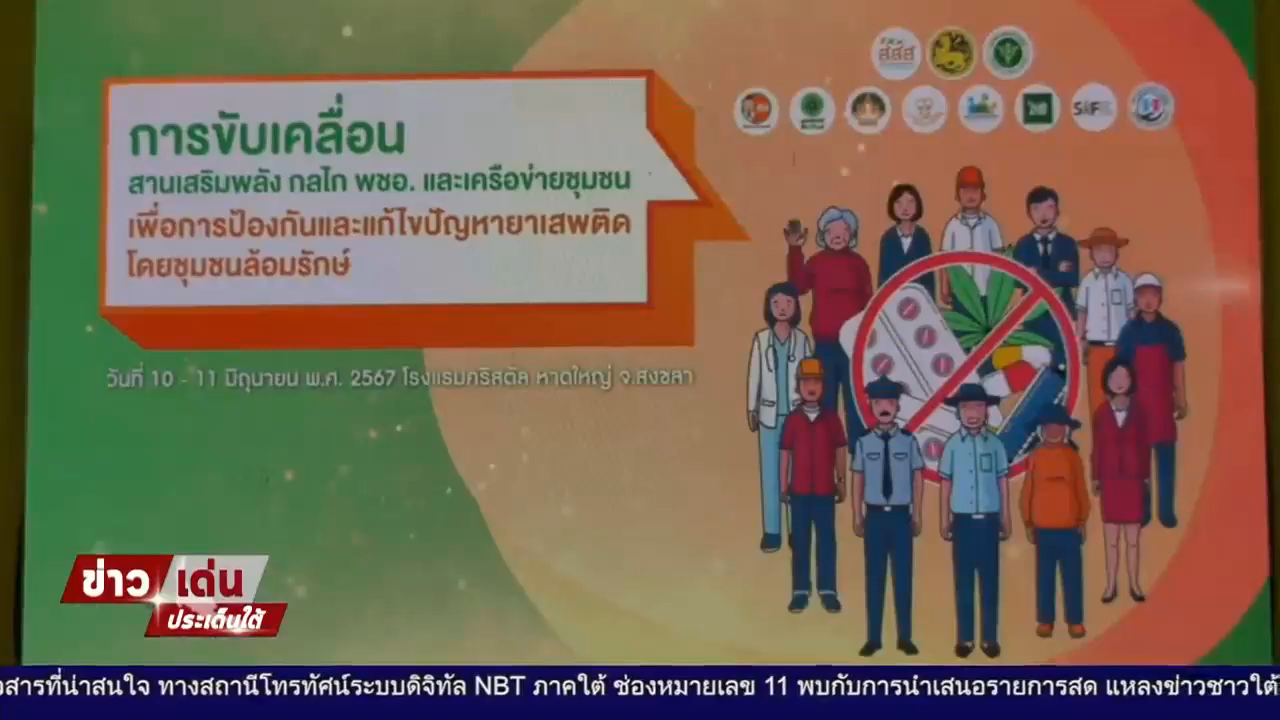 สสส
SiF
การขับเคลื่อน
สานเสริมพลัง กลไก พชอ. และเครือข่ายชุมชน
เพื่อการป้องกันและแก้ไขปัญหายาเสพติด
โดยชุมชนล้อมรักษ์
วันที่ 10 - 11 มิถุนายน พ.ศ. 2567 โรงแรมคริสตัล หาดใหญ่ จ.สงขลา
ข่าวเด่น
ประเด็นใต้
วสารที่น่าสนใจ ทางสถานีโทรทัศน์ระบบดิจิทัล NBT ภาคใต้ ช่องหมายเลข 11 พบกับการนำเสนอรายการสด แหลงข่าวชาวใต้